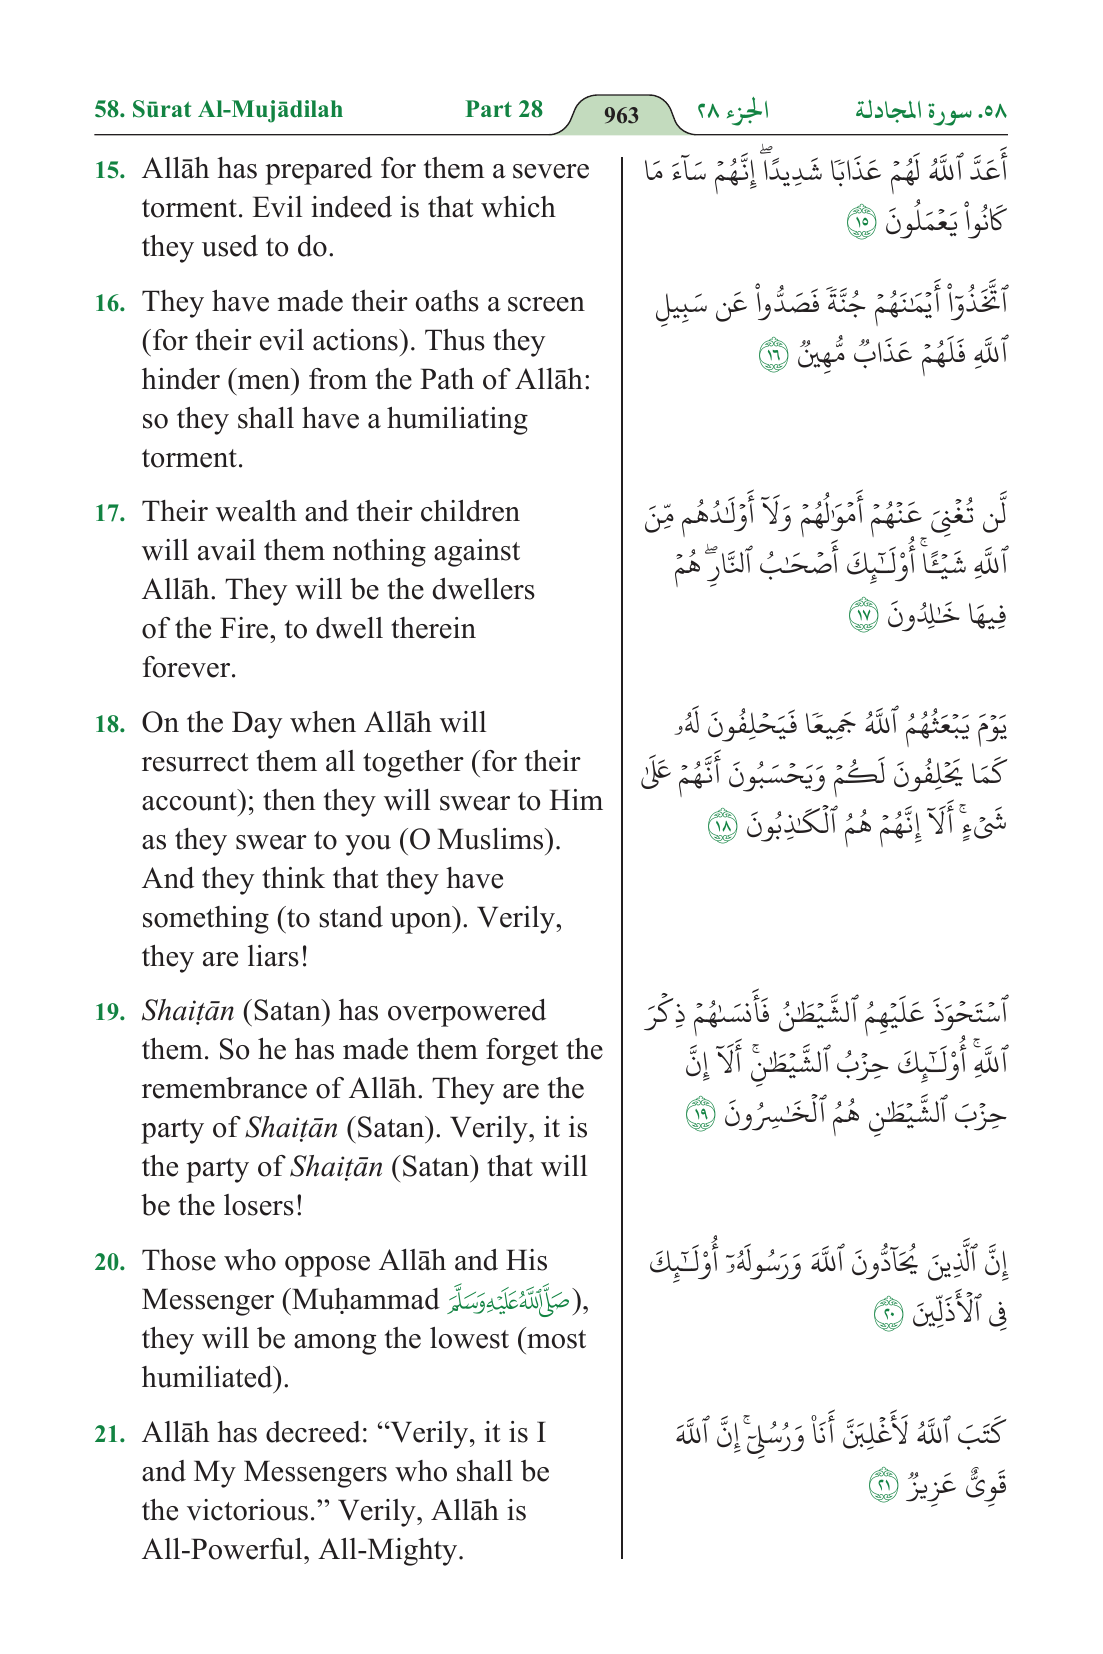 58. Sūrat Al-Mujādilah Part 28 963 الجزء ٢٨ ٥٨. سورة المجادلة
15. Allāh has prepared for them a severe
torment. Evil indeed is that which
they used to do.
أَعَدَّ ٱللَّهُ لَهُمۡ عَذَابٗا شَدِيدًاۖ إِنَّهُمۡ سَآءَ مَا
كَانُواْ يَعۡمَلُونَ ١٥
16. They have made their oaths a screen
(for their evil actions). Thus they
hinder (men) from the Path of Allāh:
so they shall have a humiliating
torment.
ٱتَّخَذُوٓاْ أَيۡمَٰنَهُمۡ جُنَّةٗ فَصَدُّواْ عَن سَبِيلِ
ٱللَّهِ فَلَهُمۡ عَذَابٞ مُّهِينٞ ١٦
17. Their wealth and their children
will avail them nothing against
Allāh. They will be the dwellers
of the Fire, to dwell therein
forever.
لَّن تُغۡنِيَ عَنۡهُمۡ أَمۡوَٰلُهُمۡ وَلَآ أَوۡلَٰدُهُم مِّنَ
ٱللَّهِ شَيۡـًٔاۚ أُوْلَٰٓئِكَ أَصۡحَٰبُ ٱلنَّارِۖ هُمۡ
فِيهَا خَٰلِدُونَ ١٧
18. On the Day when Allāh will
resurrect them all together (for their
account); then they will swear to Him
as they swear to you (O Muslims).
And they think that they have
something (to stand upon). Verily,
they are liars!
يَوۡمَ يَبۡعَثُهُمُ ٱللَّهُ جَمِيعٗا فَيَحۡلِفُونَ لَهُۥ
كَمَا يَحۡلِفُونَ لَكُمۡ وَيَحۡسَبُونَ أَنَّهُمۡ عَلَىٰ
شَيۡءٍۚ أَلَآ إِنَّهُمۡ هُمُ ٱلۡكَٰذِبُونَ ١٨
19. Shaiṭān (Satan) has overpowered
them. So he has made them forget the
remembrance of Allāh. They are the
party of Shaiṭān (Satan). Verily, it is
the party of Shaiṭān (Satan) that will
be the losers!
ٱسۡتَحۡوَذَ عَلَيۡهِمُ ٱلشَّيۡطَٰنُ فَأَنسَىٰهُمۡ ذِكۡرَ
ٱللَّهِۚ أُوْلَٰٓئِكَ حِزۡبُ ٱلشَّيۡطَٰنِۚ أَلَآ إِنَّ
حِزۡبَ ٱلشَّيۡطَٰنِ هُمُ ٱلۡخَٰسِرُونَ ١٩
20. Those who oppose Allāh and His
Messenger (Muḥammad صَلَّى ٱللَّهُ عَلَيْهِ وَسَلَّمَ),
they will be among the lowest (most
humiliated).
إِنَّ ٱلَّذِينَ يُحَآدُّونَ ٱللَّهَ وَرَسُولَهُۥٓ أُوْلَٰٓئِكَ
فِي ٱلۡأَذَلِّينَ ٢٠
21. Allāh has decreed: “Verily, it is I
and My Messengers who shall be
the victorious.” Verily, Allāh is
All-Powerful, All-Mighty.
كَتَبَ ٱللَّهُ لَأَغۡلِبَنَّ أَنَا۠ وَرُسُلِيٓۚ إِنَّ ٱللَّهَ
قَوِيٌّ عَزِيزٞ ٢١